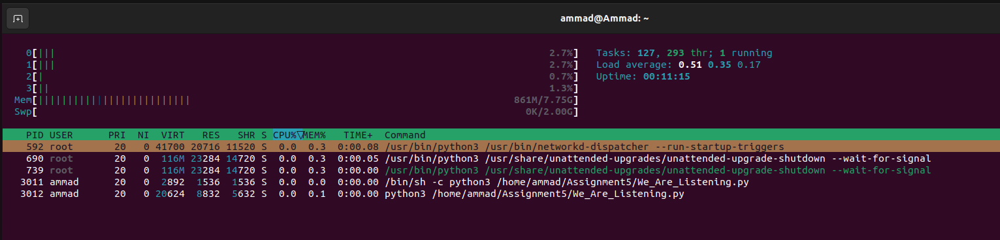 ammad@Ammad: ~
0[||| 2.7%] Tasks: 127, 293 thr; 1 running
1[||| 2.7%] Load average: 0.51 0.35 0.17
2[| 0.7%] Uptime: 00:11:15
3[|| 1.3%]
Mem[|||||||||||||||||||||||||| 861M/7.75G]
Swp[ 0K/2.00G]
PID USER PRI NI VIRT RES SHR S CPU%▽MEM% TIME+ Command
592 root 20 0 41700 20716 11520 S 0.0 0.3 0:00.08 /usr/bin/python3 /usr/bin/networkd-dispatcher --run-startup-triggers
690 root 20 0 116M 23284 14720 S 0.0 0.3 0:00.05 /usr/bin/python3 /usr/share/unattended-upgrades/unattended-upgrade-shutdown --wait-for-signal
739 root 20 0 116M 23284 14720 S 0.0 0.3 0:00.00 /usr/bin/python3 /usr/share/unattended-upgrades/unattended-upgrade-shutdown --wait-for-signal
3011 ammad 20 0 2892 1536 1536 S 0.0 0.0 0:00.00 /bin/sh -c python3 /home/ammad/Assignment5/We_Are_Listening.py
3012 ammad 20 0 20624 8832 5632 S 0.0 0.1 0:00.00 python3 /home/ammad/Assignment5/We_Are_Listening.py